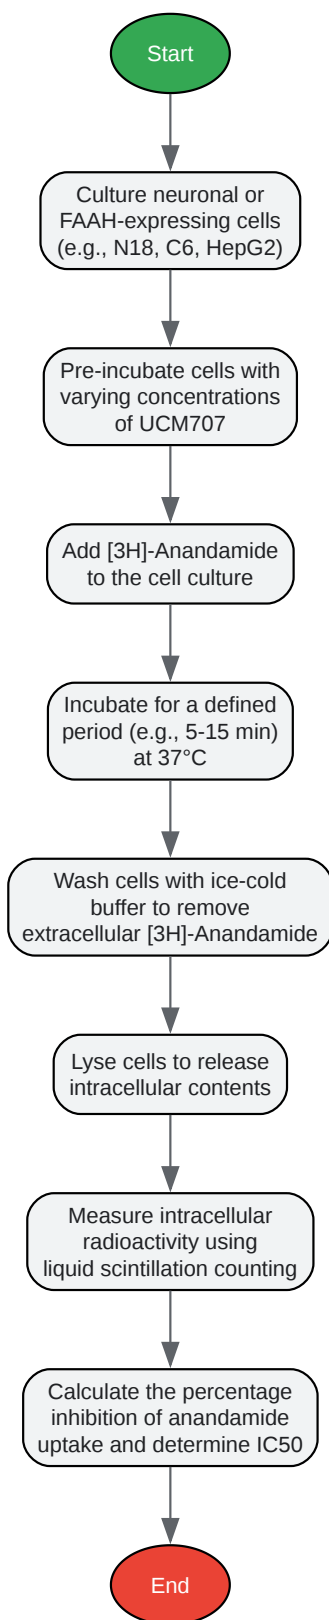 Start
Culture neuronal or
FAAH-expressing cells
(e.g., N18, C6, HepG2)
Pre-incubate cells with
varying concentrations
of UCM707
Add [3H]-Anandamide
to the cell culture
Incubate for a defined
period (e.g., 5-15 min)
at 37°C
Wash cells with ice-cold
buffer to remove
extracellular [3H]-Anandamide
Lyse cells to release
intracellular contents
Measure intracellular
radioactivity using
liquid scintillation counting
Calculate the percentage
inhibition of anandamide
uptake and determine IC50
End